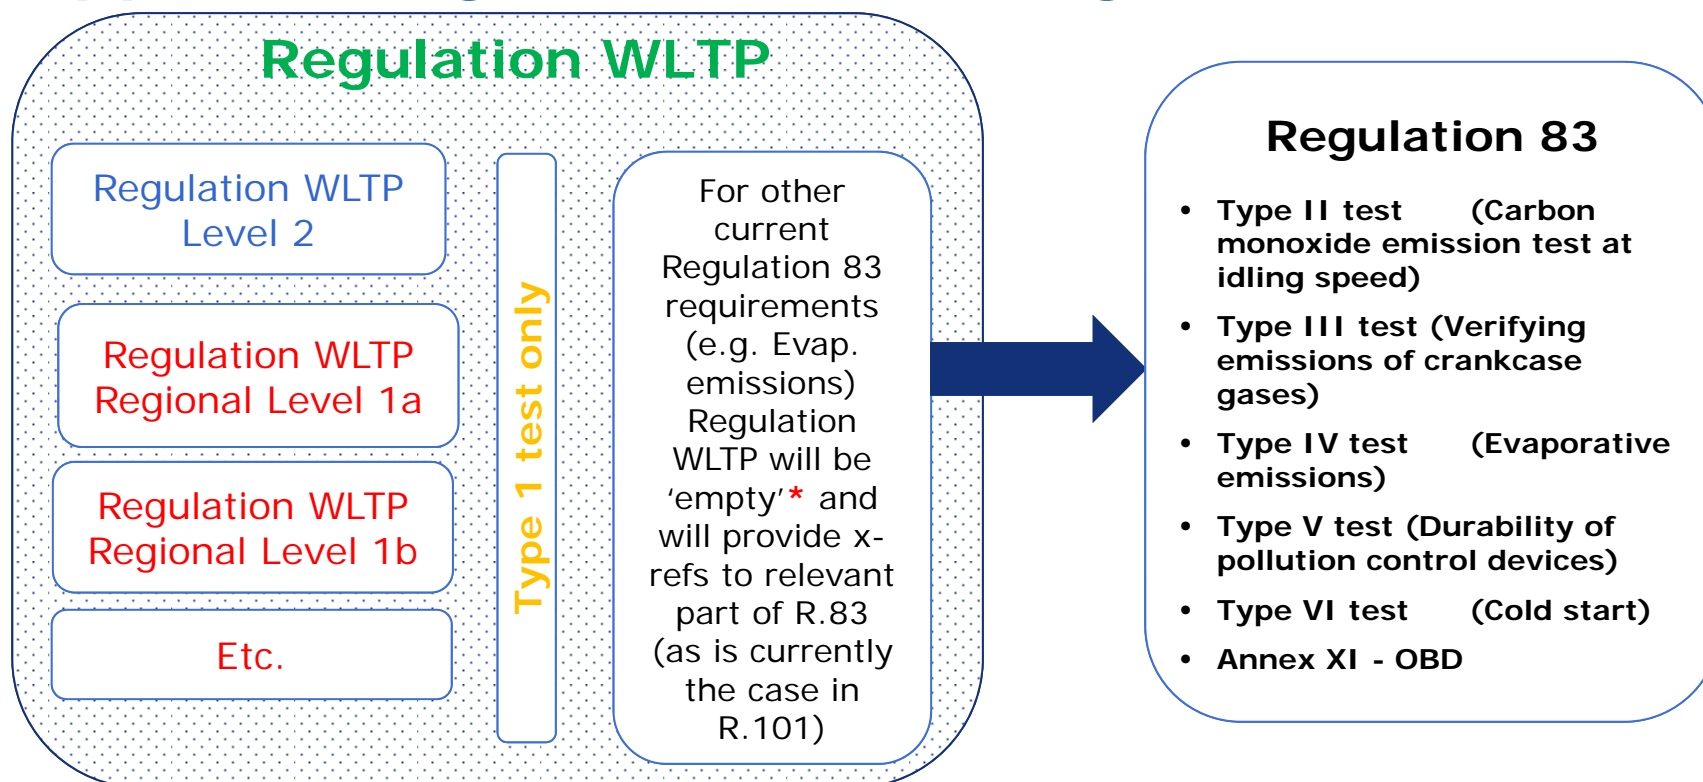 Regulation WLTP
Regulation WLTP
Level 2
Regulation WLTP
Regional Level 1a
Regulation WLTP
Regional Level 1b
Etc.
Type 1 test only
For other
current
Regulation 83
requirements
(e.g. Evap.
emissions)
Regulation
WLTP will be
‘empty’* and
will provide x-
refs to relevant
part of R.83
(as is currently
the case in
R.101)
Regulation 83
• Type II test (Carbon
monoxide emission test at
idling speed)
• Type III test (Verifying
emissions of crankcase
gases)
• Type IV test (Evaporative
emissions)
• Type V test (Durability of
pollution control devices)
• Type VI test (Cold start)
• Annex XI - OBD